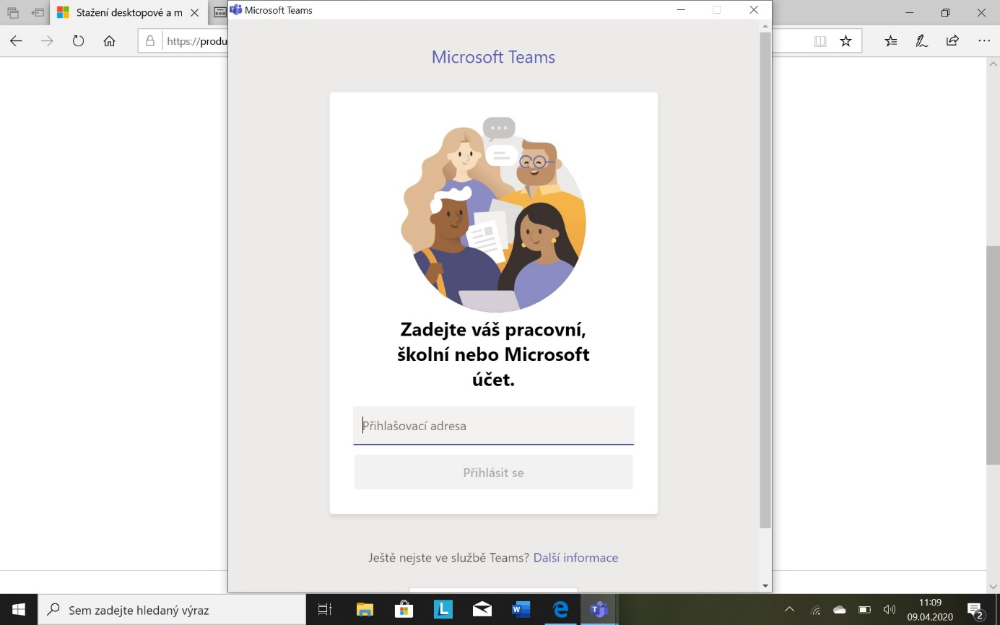 Stažení desktopové a m
Microsoft Teams
https://produ
Microsoft Teams
Zadejte váš pracovní,
školní nebo Microsoft
účet.
Přihlašovací adresa
Přihlásit se
Ještě nejste ve službě Teams? Další informace
Sem zadejte hledaný výraz
L
W
11:09
09.04.2020
2